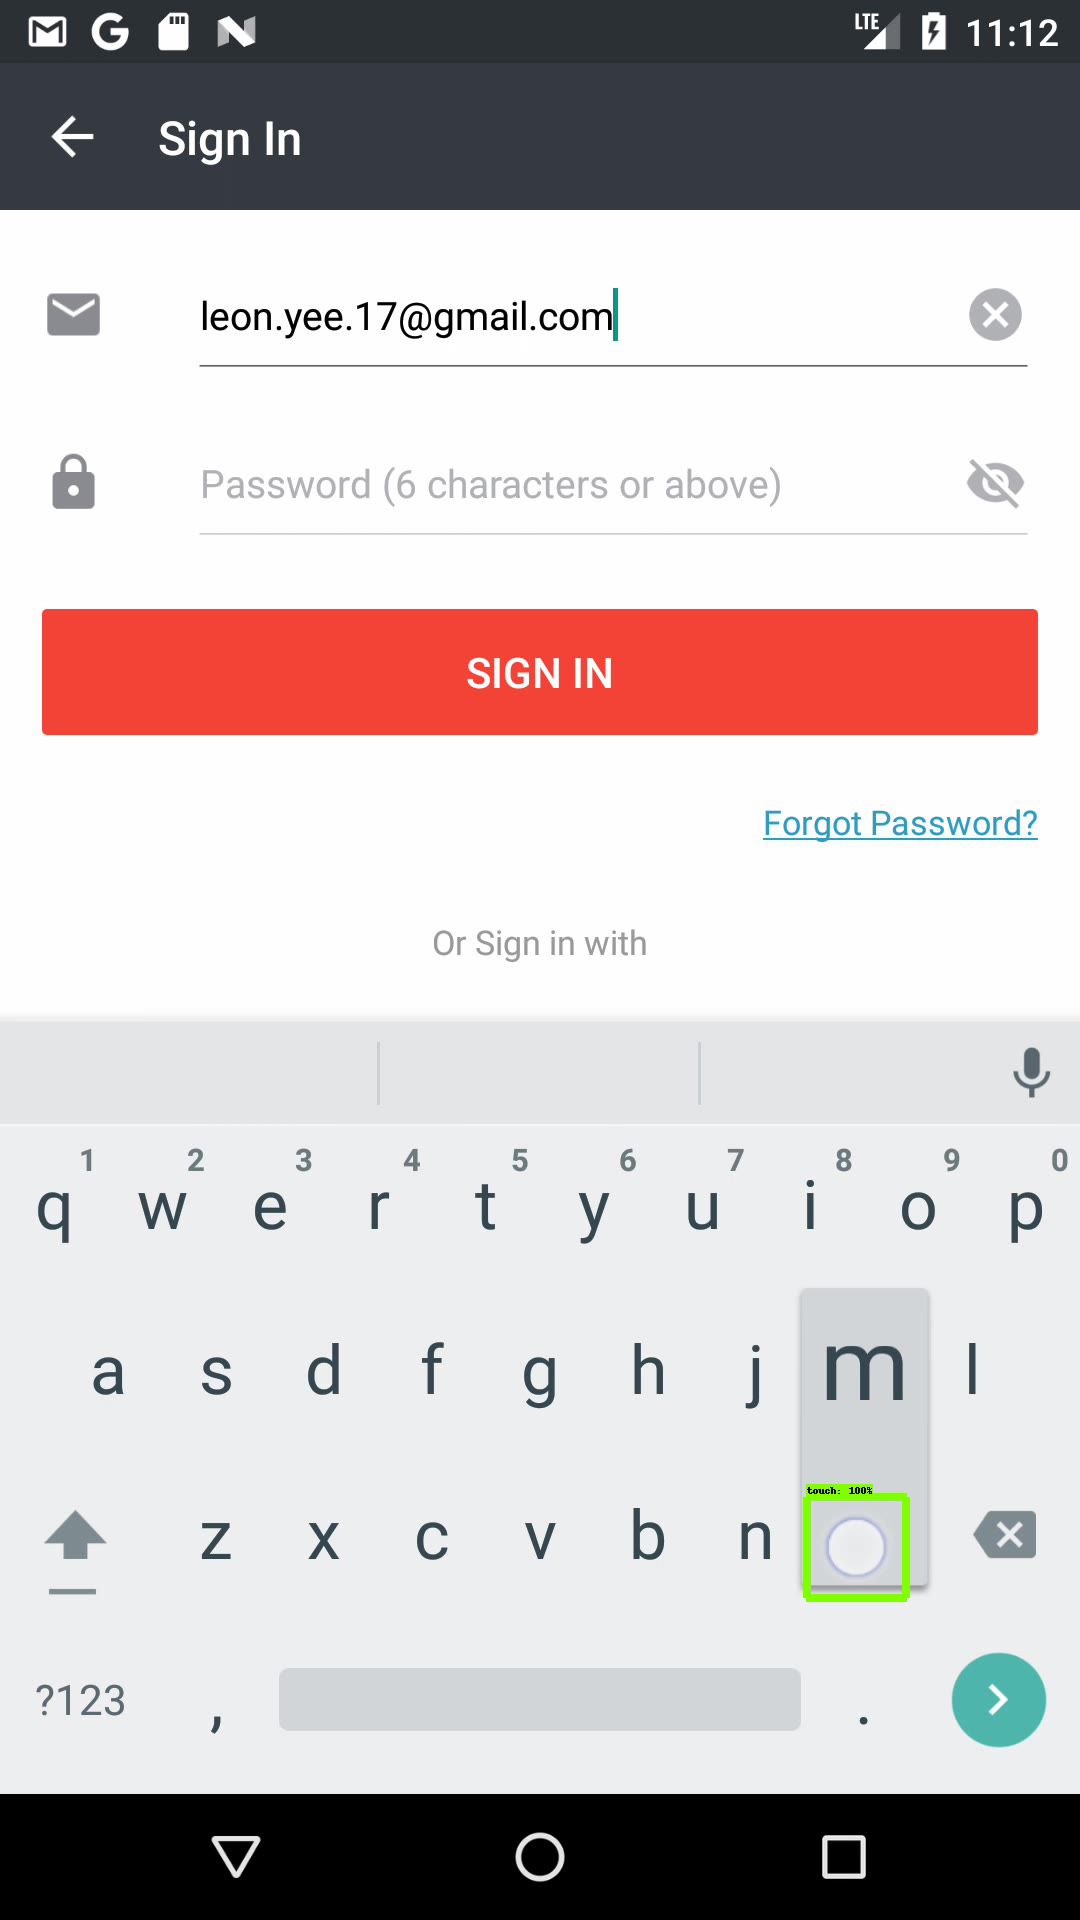 LTE 11:12
Sign In
leon.yee.17@gmail.com
Password (6 characters or above)
SIGN IN
Forgot Password?
Or Sign in with
1 2 3 4 5 6 7 8 9 0
q w e r t y u i o p
a s d f g h j m l
touch: 100%
z x c v b n
?123 , .